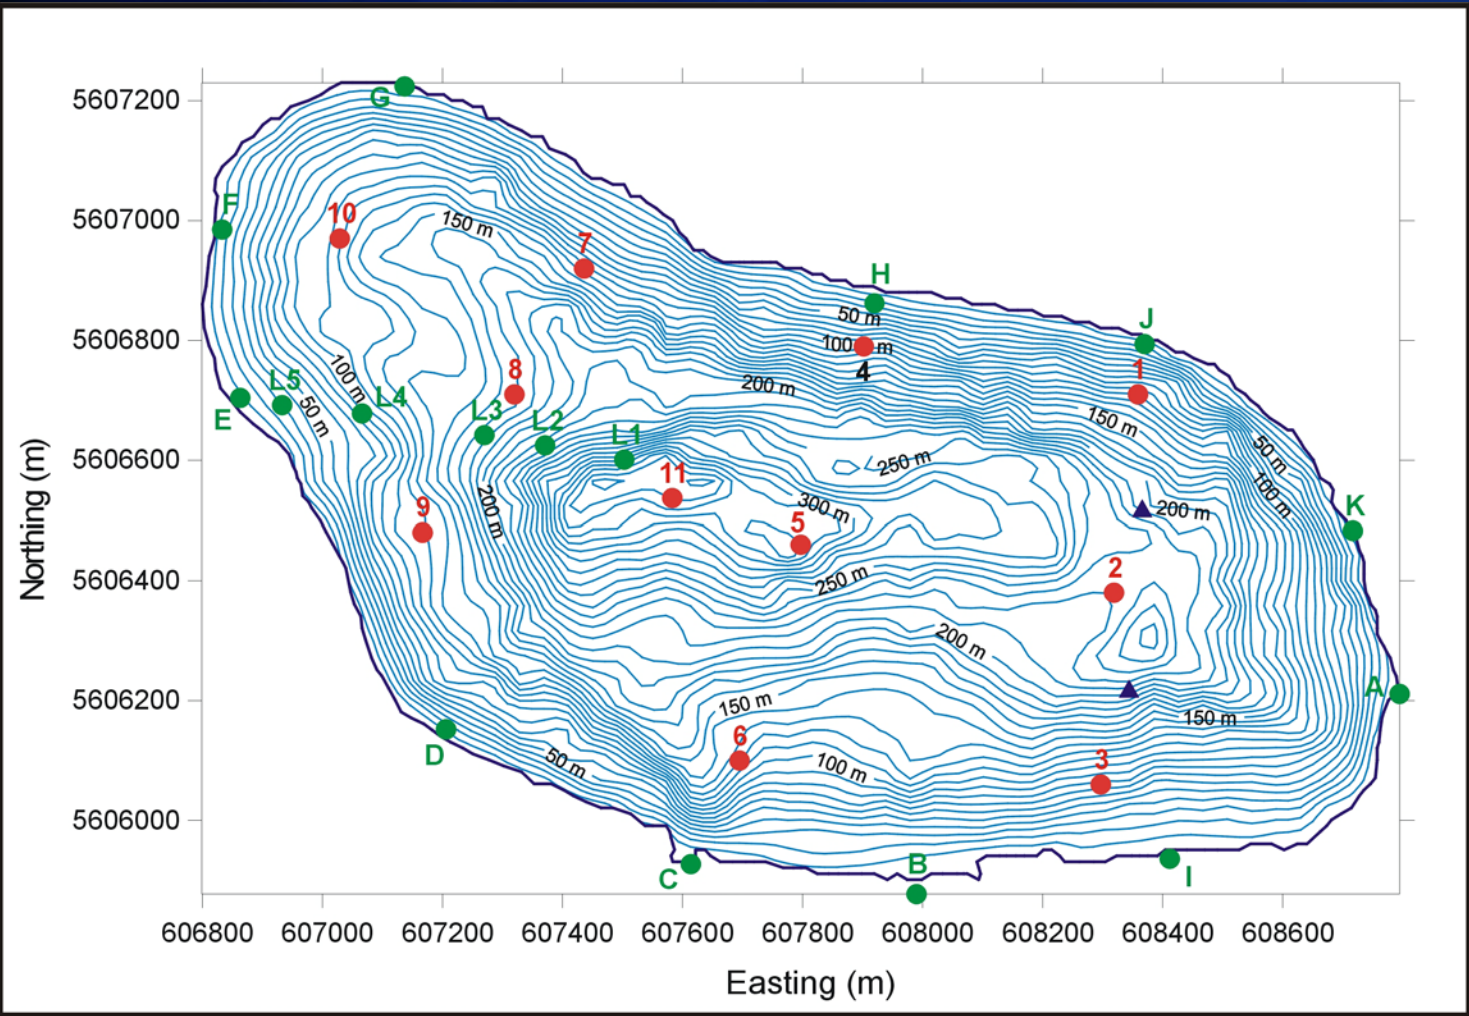 5607200
G
F
5607000
10
150 m
7
H
50 m
5606800
100 m
4
J
1
8
200 m
L5
E
100 m
L4
50 m
L3
L2
L1
150 m
50 m
5606600
11
250 m
100 m
K
200 m
9
300 m
5
200 m
5606400
250 m
2
200 m
A
5606200
150 m
150 m
D
6
50 m
100 m
3
5606000
C
B
I
606800 607000 607200 607400 607600 607800 608000 608200 608400 608600
Easting (m)
Northing (m)